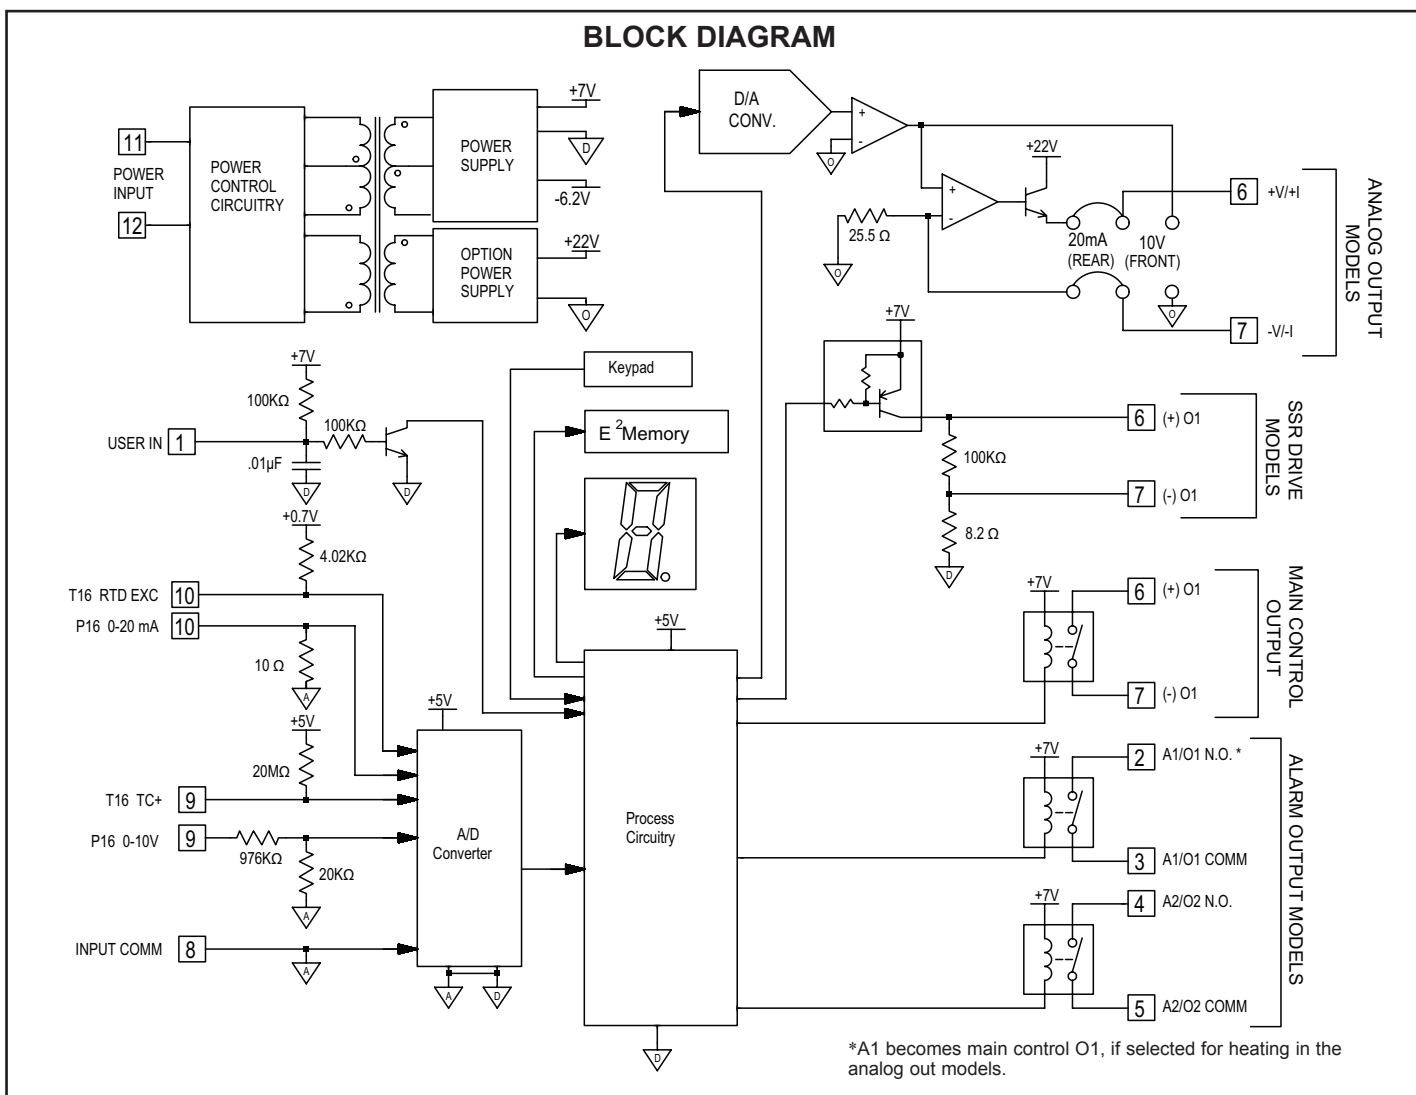 BLOCK DIAGRAM
11
POWER
INPUT
12
POWER
CONTROL
CIRCUITRY
POWER
SUPPLY
+7V
D
-6.2V
OPTION
POWER
SUPPLY
+22V
O
D/A
CONV.
+
-
O
+
-
+22V
25.5 Ω
O
20mA
(REAR)
10V
(FRONT)
O
6 +V/+I
7 -V/-I
ANALOG OUTPUT
MODELS
+7V
100KΩ
100KΩ
USER IN 1
.01µF
D
D
Keypad
E 2 Memory
+7V
6 (+) O1
100KΩ
7 (-) O1
8.2 Ω
D
SSR DRIVE
MODELS
+0.7V
4.02KΩ
T16 RTD EXC 10
P16 0-20 mA 10
10 Ω
A
+5V
20MΩ
T16 TC+ 9
P16 0-10V 9
976KΩ
20KΩ
A
INPUT COMM 8
A
+5V
A/D
Converter
A
D
+5V
Process
Circuitry
D
+7V
6 (+) O1
7 (-) O1
MAIN CONTROL
OUTPUT
+7V
2 A1/O1 N.O. *
3 A1/O1 COMM
+7V
4 A2/O2 N.O.
5 A2/O2 COMM
ALARM OUTPUT MODELS
*A1 becomes main control O1, if selected for heating in the
analog out models.